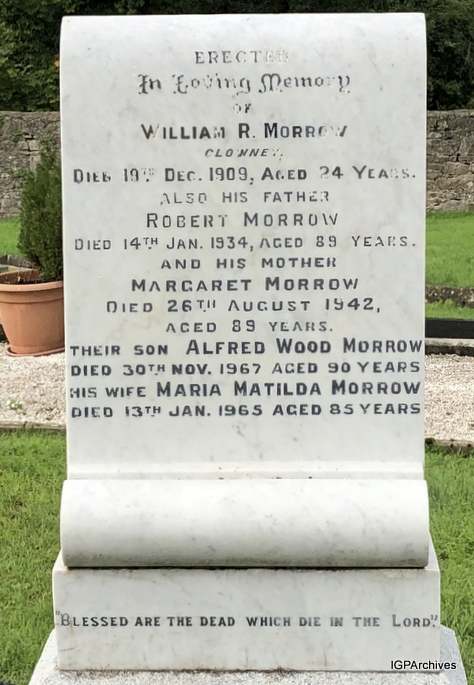 ERECTED
In Loving Memory
OF
WILLIAM R. MORROW
CLONNEY,
DIED 19TH DEC. 1909, AGED 24 YEARS.
ALSO HIS FATHER
ROBERT MORROW
DIED 14TH JAN. 1934, AGED 89 YEARS.
AND HIS MOTHER
MARGARET MORROW
DIED 26TH AUGUST 1942,
AGED 89 YEARS.
THEIR SON ALFRED WOOD MORROW
DIED 30TH NOV. 1967 AGED 90 YEARS
HIS WIFE MARIA MATILDA MORROW
DIED 13TH JAN. 1965 AGED 85 YEARS
"BLESSED ARE THE DEAD WHICH DIE IN THE LORD".
IGPArchives